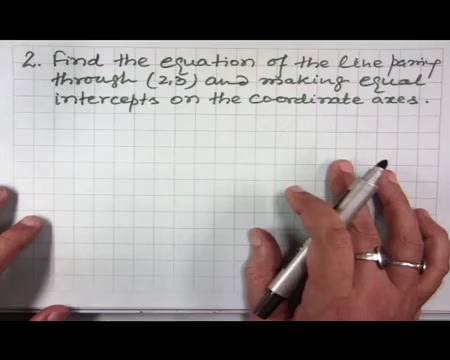 2. Find the equation of the line passing
through (2,3) and making equal
intercepts on the coordinate axes.